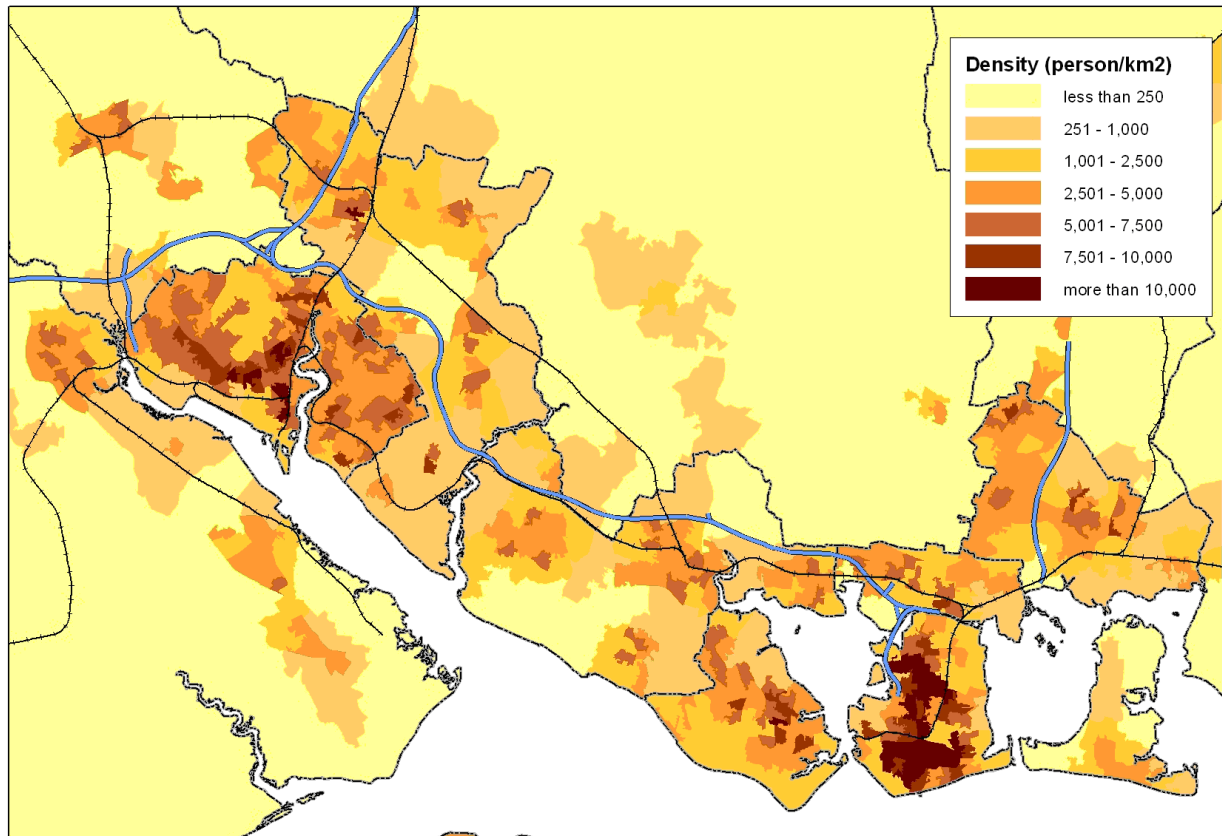 Density (person/km2)
less than 250
251 - 1,000
1,001 - 2,500
2,501 - 5,000
5,001 - 7,500
7,501 - 10,000
more than 10,000